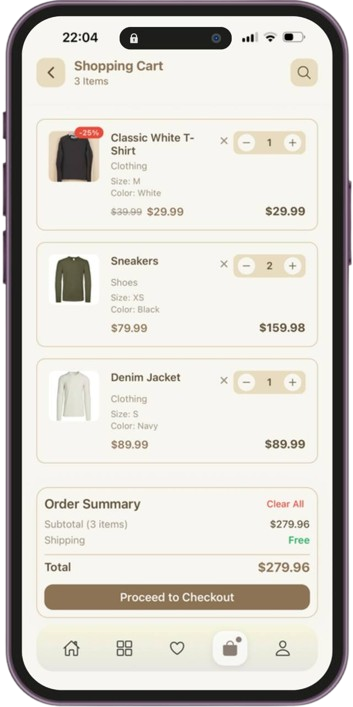 22:04
Shopping Cart
3 Items
-25%
Classic White T-
Shirt
1
Clothing
Size: M
Color: White
$39.99 $29.99
$29.99
Sneakers
2
Shoes
Size: XS
Color: Black
$79.99
$159.98
Denim Jacket
1
Clothing
Size: S
Color: Navy
$89.99
$89.99
Order Summary
Clear All
Subtotal (3 items)
$279.96
Shipping
Free
Total
$279.96
Proceed to Checkout